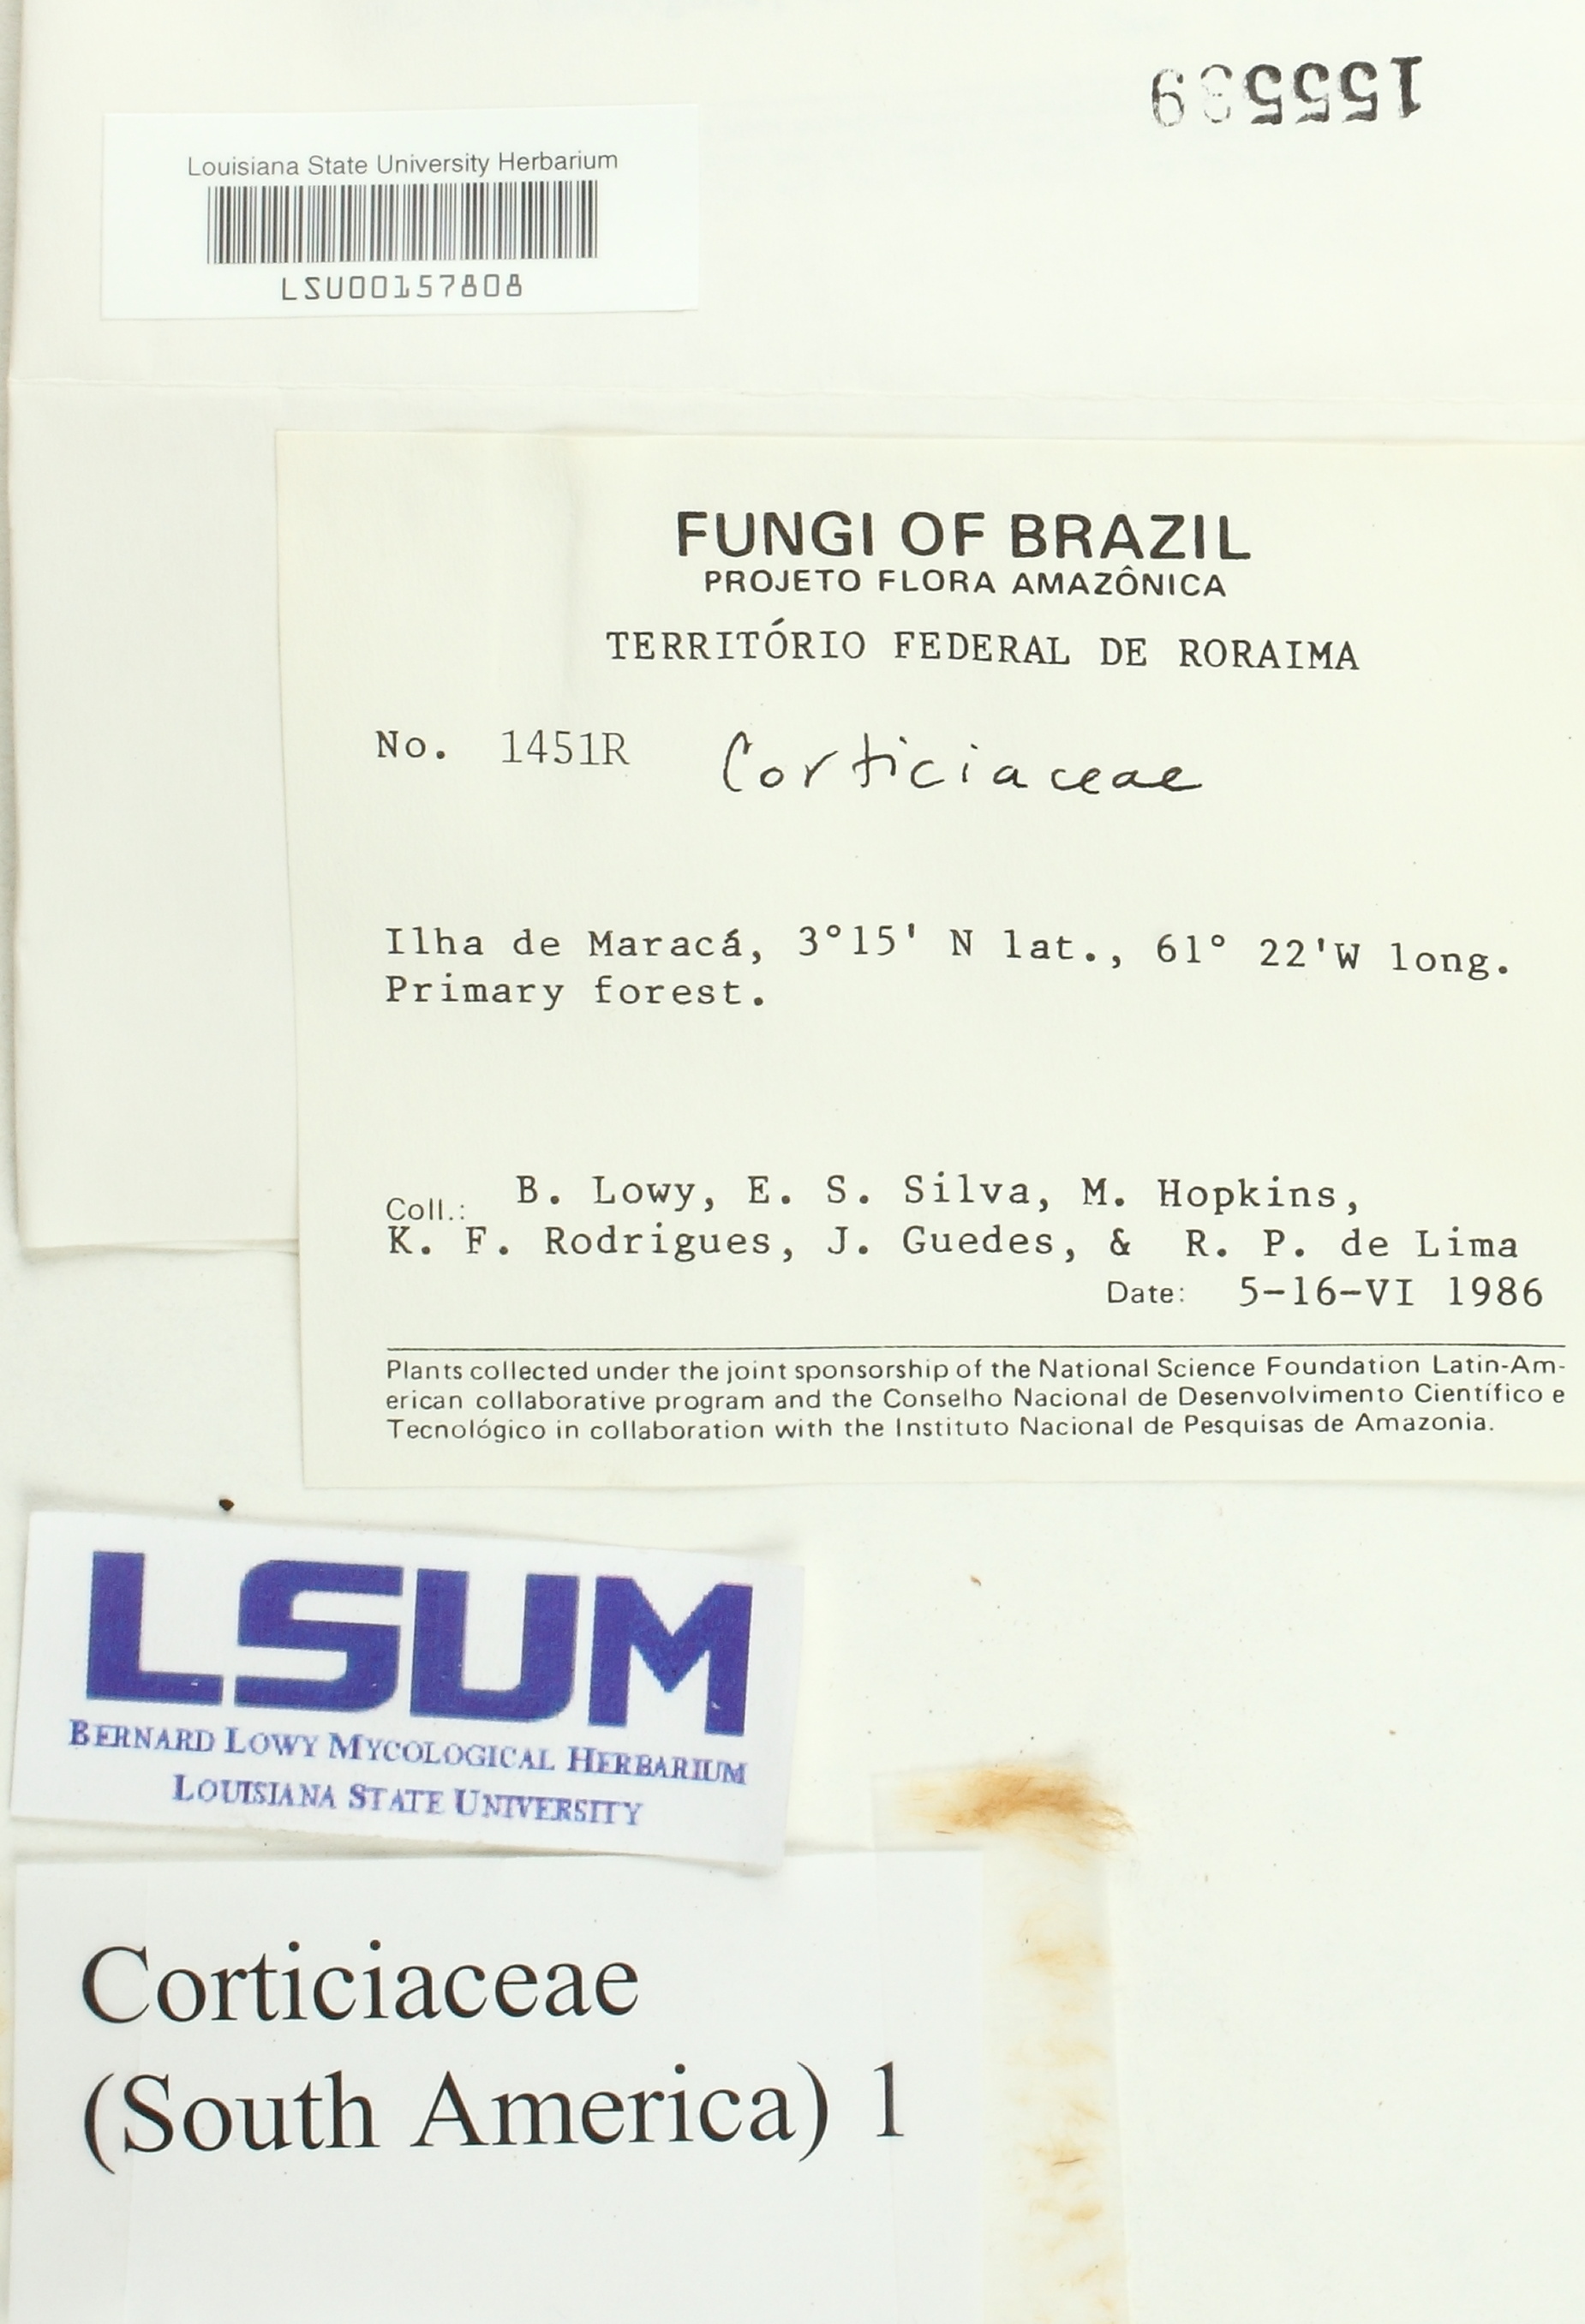 Louisiana State University Herbarium
LSU00157808
FUNGI OF BRAZIL
PROJETO FLORA AMAZÔNICA
TERRITÓRIO FEDERAL DE RORAIMA
No. 1451R Corticiaceae
Ilha de Maracá, 3°15' N lat., 61° 22'W long.
Primary forest.
Coll.: B. Lowy, E. S. Silva, M. Hopkins,
K. F. Rodrigues, J. Guedes, & R. P. de Lima
Date: 5-16-VI 1986
Plants collected under the joint sponsorship of the National Science Foundation Latin-Am-
erican collaborative program and the Conselho Nacional de Desenvolvimento Científico e
Tecnológico in collaboration with the Instituto Nacional de Pesquisas de Amazonia.
LSUM
BERNARD LOWY MYCOLOGICAL HERBARIUM
LOUISIANA STATE UNIVERSITY
Corticiaceae
(South America) 1